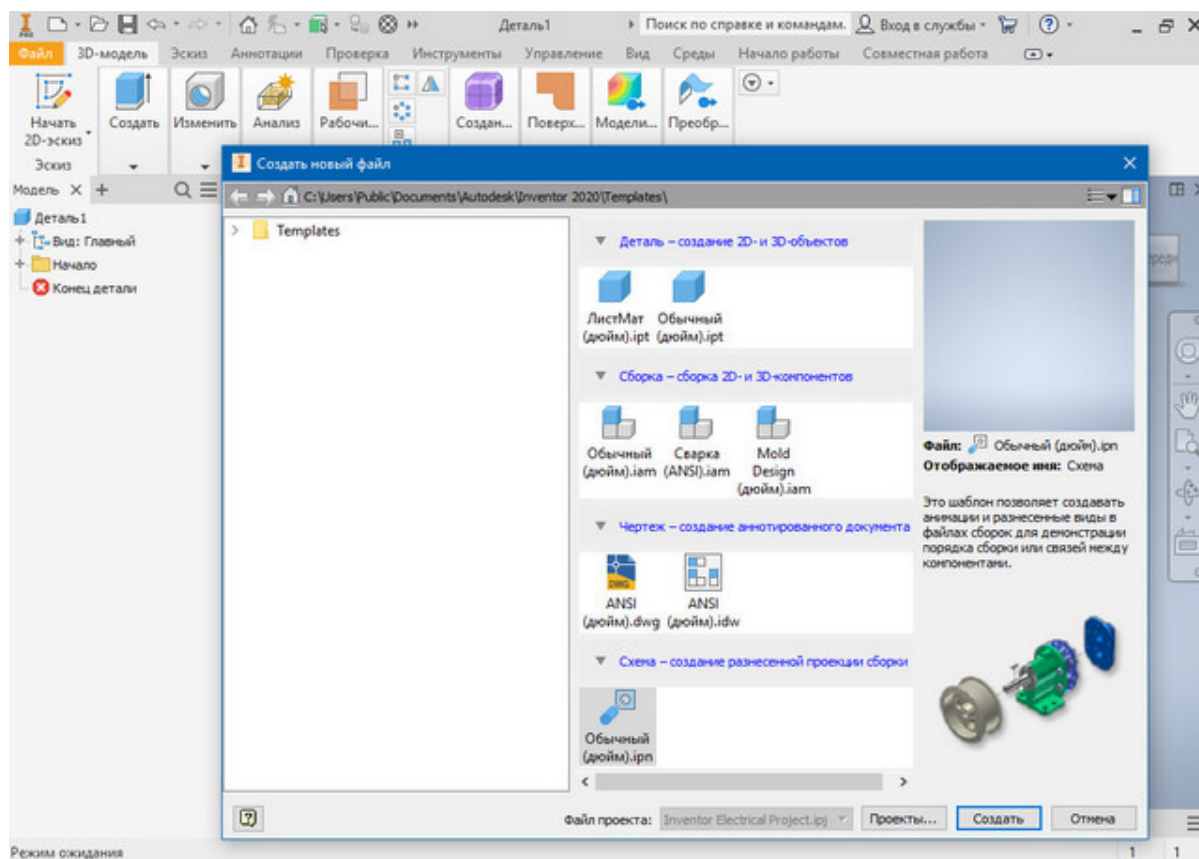 PRO
Деталь1
Поиск по справке и командам.
Вход в службы
Файл 3D-модель Эскиз Аннотации Проверка Инструменты Управление Вид Среды Начало работы Совместная работа
Начать
2D-эскиз
Создать
Изменить
Анализ
Рабочи...
Создан...
Поверх...
Модели...
Преобр...
Эскиз
Модель
Деталь1
Вид: Главный
Начало
Конец детали
Создать новый файл
C:\Users\Public\Documents\Autodesk\Inventor 2020\Templates\
Templates
Деталь – создание 2D- и 3D-объектов
ЛистМат
(дюйм).ipt
Обычный
(дюйм).ipt
Сборка – сборка 2D- и 3D-компонентов
Обычный
(дюйм).iam
Сварка
(ANSI).iam
Mold
Design
(дюйм).iam
Чертеж – создание аннотированного документа
DWG
ANSI
(дюйм).dwg
ANSI
(дюйм).idw
Схема – создание разнесенной проекции сборки
Обычный
(дюйм).ipn
Файл: Обычный (дюйм).ipn
Отображаемое имя: Схема
Это шаблон позволяет создавать
анимации и разнесенные виды в
файлах сборок для демонстрации
порядка сборки или связей между
компонентами.
Файл проекта: Inventor Electrical Project.ipj
Проекты...
Создать
Отмена
Режим ожидания
1 1